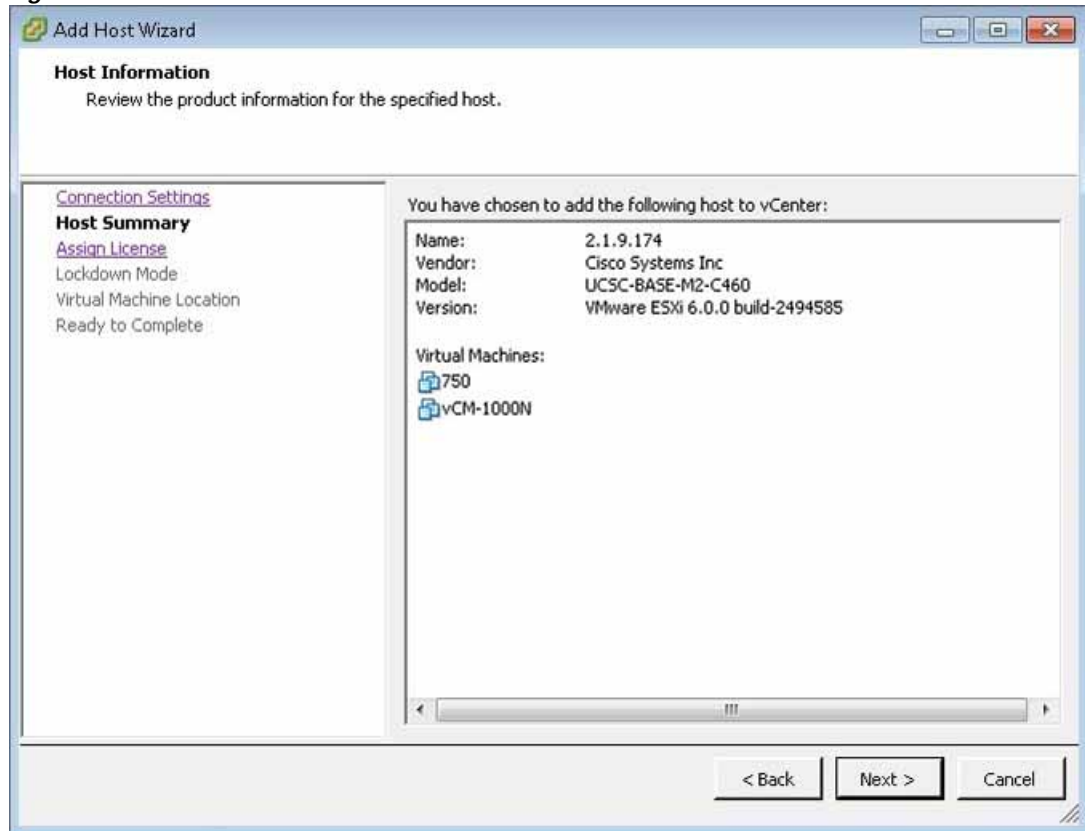 Add Host Wizard
Host Information
Review the product information for the specified host.
Connection Settings
Host Summary
Assign License
Lockdown Mode
Virtual Machine Location
Ready to Complete
You have chosen to add the following host to vCenter:
Name: 2.1.9.174
Vendor: Cisco Systems Inc
Model: UCSC-BASE-M2-C460
Version: VMware ESXi 6.0.0 build-2494585
Virtual Machines:
750
vCM-1000N
< Back Next > Cancel